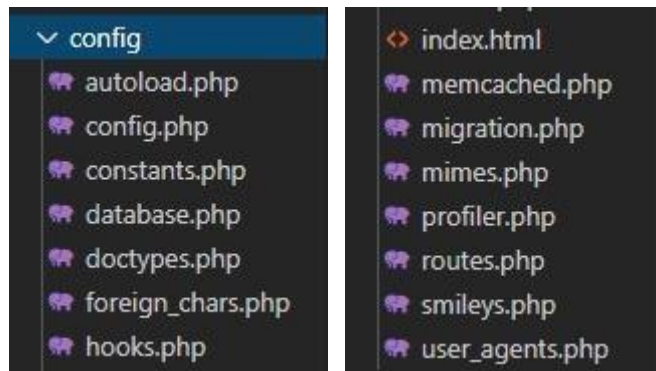 config
autoload.php
config.php
constants.php
database.php
doctypes.php
foreign_chars.php
hooks.php
index.html
memcached.php
migration.php
mimes.php
profiler.php
routes.php
smileys.php
user_agents.php